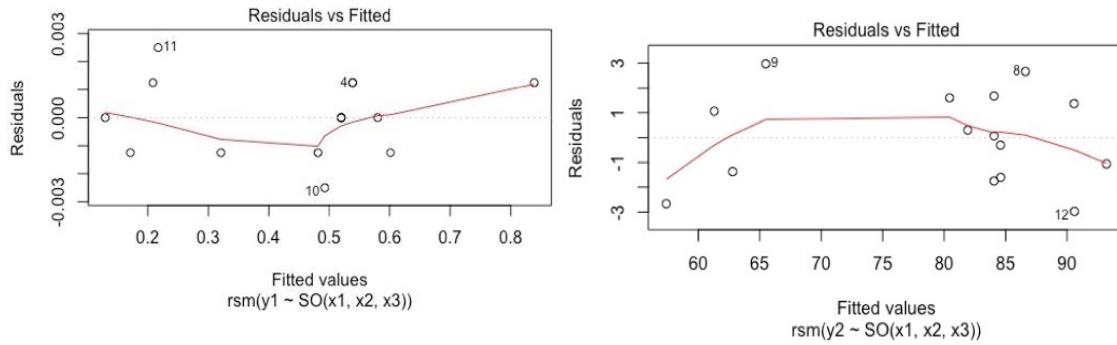 Residuals vs Fitted
Residuals
0.003
0.000
-0.003
11
4
10
0.2 0.3 0.4 0.5 0.6 0.7 0.8
Fitted values
rsm(y1 ~ SO(x1, x2, x3))
Residuals vs Fitted
Residuals
3
1
-1
-3
9
8
12
60 65 70 75 80 85 90
Fitted values
rsm(y2 ~ SO(x1, x2, x3))